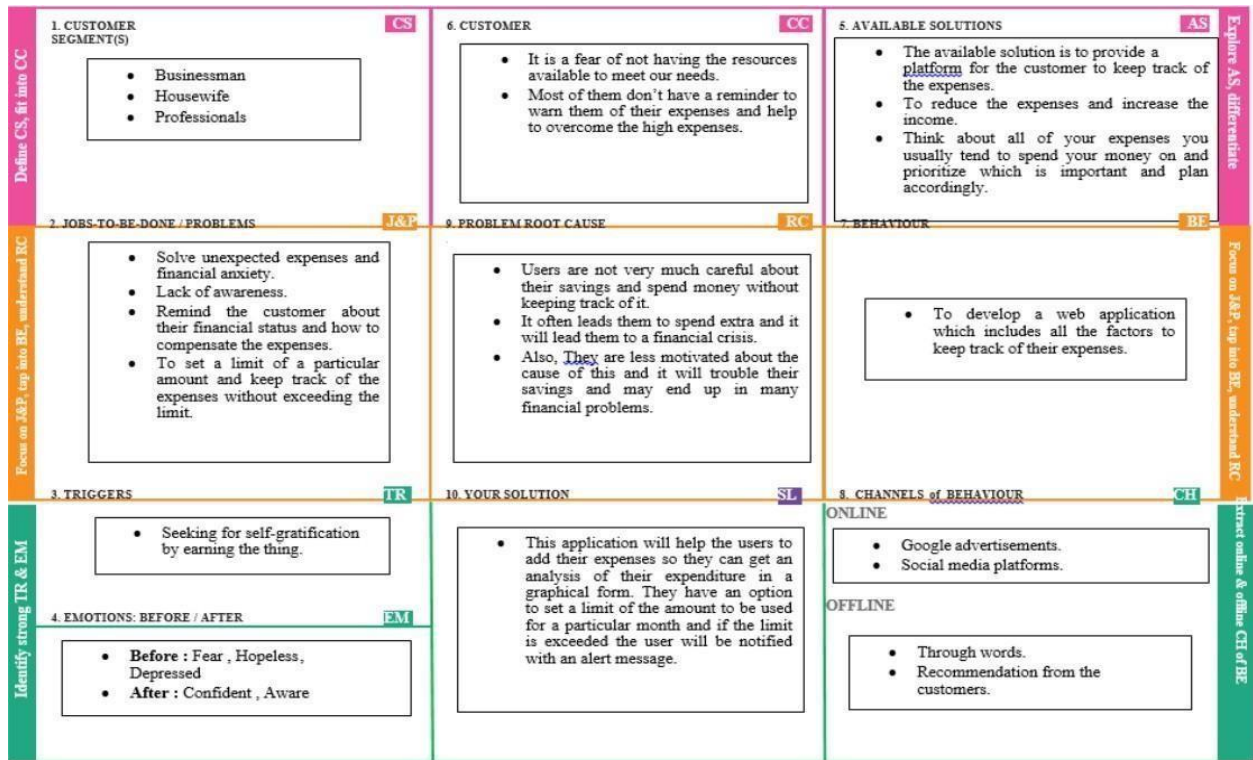 Define CS, fit into CC
1. CUSTOMER
SEGMENT(S)
CS
• Businessman
• Housewife
• Professionals
6. CUSTOMER
CC
• It is a fear of not having the resources
available to meet our needs.
• Most of them don't have a reminder to
warn them of their expenses and help
to overcome the high expenses.
5. AVAILABLE SOLUTIONS
AS
• The available solution is to provide a
platform for the customer to keep track of
the expenses.
• To reduce the expenses and increase the
income.
• Think about all of your expenses you
usually tend to spend your money on and
prioritize which is important and plan
accordingly.
Explore AS, differentiate
Focus on J&P, tap into BE, understand RC
2. JOBS-TO-BE-DONE / PROBLEMS
J&P
• Solve unexpected expenses and
financial anxiety.
• Lack of awareness.
• Remind the customer about
their financial status and how to
compensate the expenses.
• To set a limit of a particular
amount and keep track of the
expenses without exceeding the
limit.
9. PROBLEM ROOT CAUSE
RC
• Users are not very much careful about
their savings and spend money without
keeping track of it.
• It often leads them to spend extra and it
will lead them to a financial crisis.
• Also, They are less motivated about the
cause of this and it will trouble their
savings and may end up in many
financial problems.
7. BEHAVIOUR
BE
• To develop a web application
which includes all the factors to
keep track of their expenses.
Focus on J&P, tap into BE, understand RC
Identify strong TR & EM
3. TRIGGERS
TR
• Seeking for self-gratification
by earning the thing.
4. EMOTIONS: BEFORE / AFTER
EM
• Before : Fear , Hopeless,
Depressed
• After : Confident , Aware
10. YOUR SOLUTION
SL
• This application will help the users to
add their expenses so they can get an
analysis of their expenditure in a
graphical form. They have an option
to set a limit of the amount to be used
for a particular month and if the limit
is exceeded the user will be notified
with an alert message.
8. CHANNELS of BEHAVIOUR
CH
ONLINE
• Google advertisements.
• Social media platforms.
OFFLINE
• Through words.
• Recommendation from the
customers.
Extract online & offline CH of BE